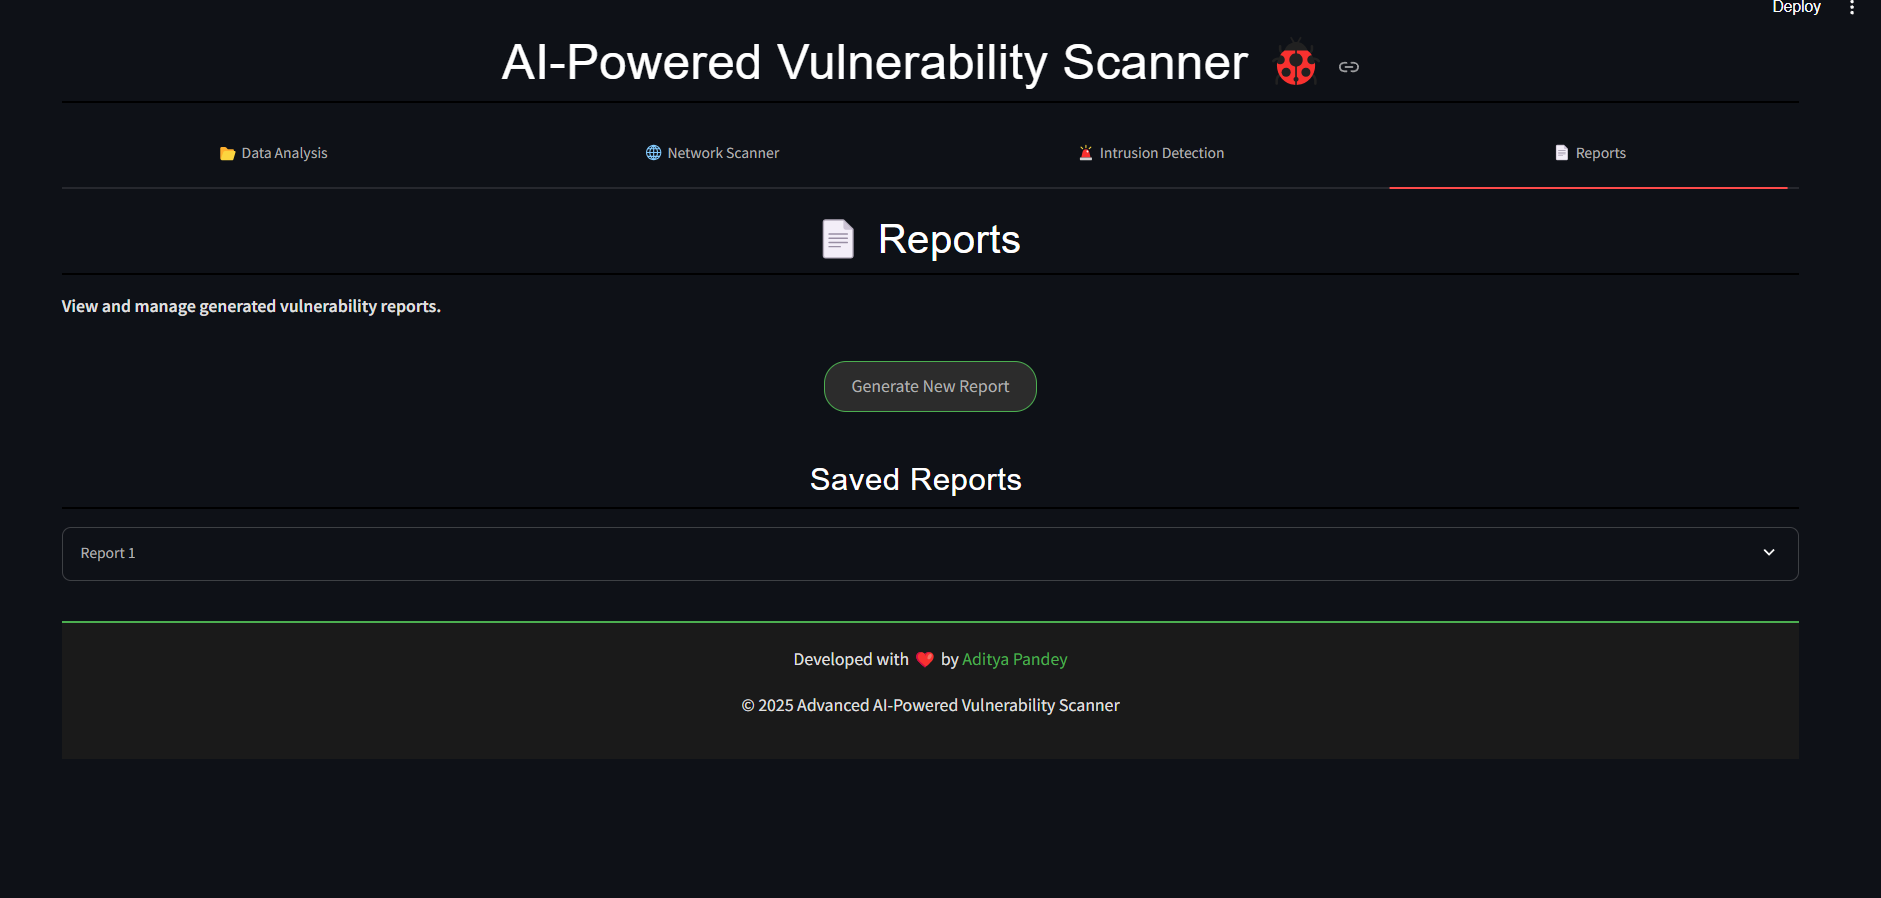 Deploy
AI-Powered Vulnerability Scanner
Data Analysis
Network Scanner
Intrusion Detection
Reports
Reports
View and manage generated vulnerability reports.
Generate New Report
Saved Reports
Report 1
Developed with ❤️ by Aditya Pandey
© 2025 Advanced AI-Powered Vulnerability Scanner